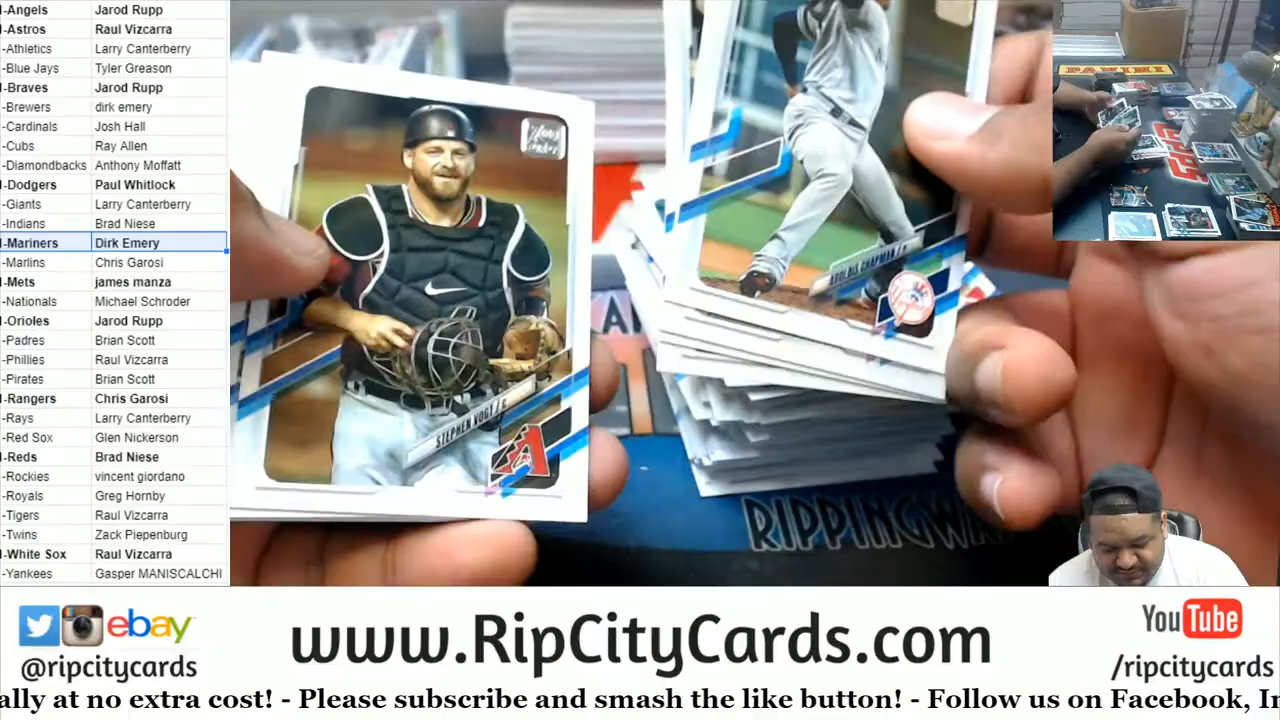 -Angels Jarod Rupp
-Astros Raul Vizcarra
-Athletics Larry Canterberry
-Blue Jays Tyler Greason
-Braves Jarod Rupp
-Brewers dirk emery
-Cardinals Josh Hall
-Cubs Ray Allen
-Diamondbacks Anthony Moffatt
-Dodgers Paul Whitlock
-Giants Larry Canterberry
-Indians Brad Niese
-Mariners Dirk Emery
-Marlins Chris Garosi
-Mets james manza
-Nationals Michael Schroder
-Orioles Jarod Rupp
-Padres Brian Scott
-Phillies Raul Vizcarra
-Pirates Brian Scott
-Rangers Chris Garosi
-Rays Larry Canterberry
-Red Sox Glen Nickerson
-Reds Brad Niese
-Rockies vincent giordano
-Royals Greg Hornby
-Tigers Raul Vizcarra
-Twins Zack Piepenburg
-White Sox Raul Vizcarra
-Yankees Gasper MANISCALCHI
STEPHEN VOGT / C
AROLDIS CHAPMAN / P
PANINI
RIPPINGWA
ebay
@ripcitycards
www.RipCityCards.com
YouTube
/ripcitycards
ally at no extra cost! - Please subscribe and smash the like button! - Follow us on Facebook, In